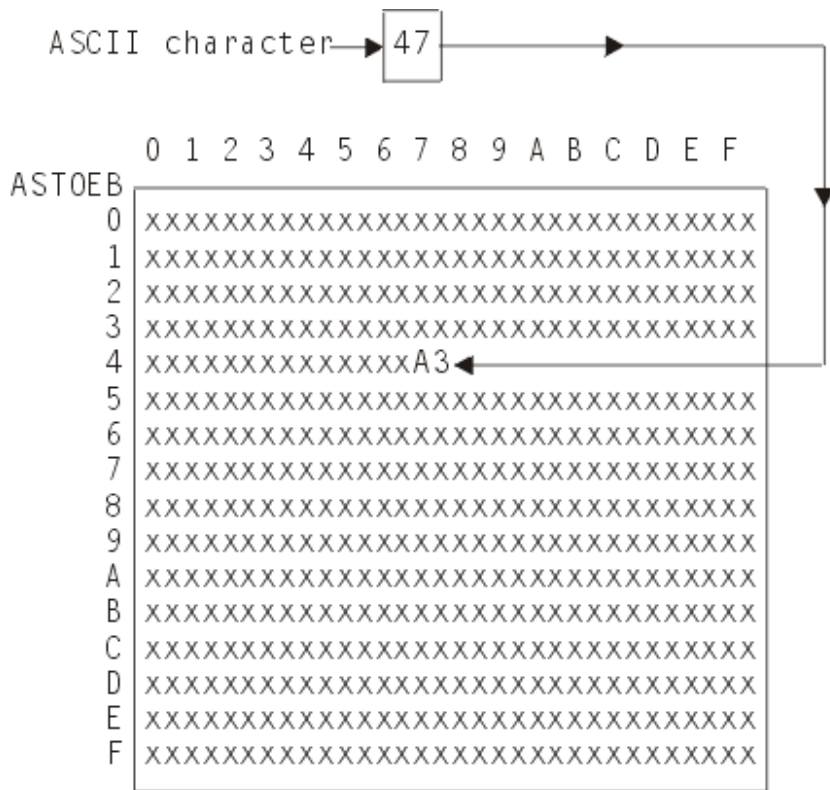 ASCII character 47
0 1 2 3 4 5 6 7 8 9 A B C D E F
ASTOEB
0 XXXXXXXXXXXXXXXXXXXXXXXXXXXXXXXX
1 XXXXXXXXXXXXXXXXXXXXXXXXXXXXXXXX
2 XXXXXXXXXXXXXXXXXXXXXXXXXXXXXXXX
3 XXXXXXXXXXXXXXXXXXXXXXXXXXXXXXXX
4 XXXXXXXXXXXXXXA3
5 XXXXXXXXXXXXXXXXXXXXXXXXXXXXXXXX
6 XXXXXXXXXXXXXXXXXXXXXXXXXXXXXXXX
7 XXXXXXXXXXXXXXXXXXXXXXXXXXXXXXXX
8 XXXXXXXXXXXXXXXXXXXXXXXXXXXXXXXX
9 XXXXXXXXXXXXXXXXXXXXXXXXXXXXXXXX
A XXXXXXXXXXXXXXXXXXXXXXXXXXXXXXXX
B XXXXXXXXXXXXXXXXXXXXXXXXXXXXXXXX
C XXXXXXXXXXXXXXXXXXXXXXXXXXXXXXXX
D XXXXXXXXXXXXXXXXXXXXXXXXXXXXXXXX
E XXXXXXXXXXXXXXXXXXXXXXXXXXXXXXXX
F XXXXXXXXXXXXXXXXXXXXXXXXXXXXXXXX